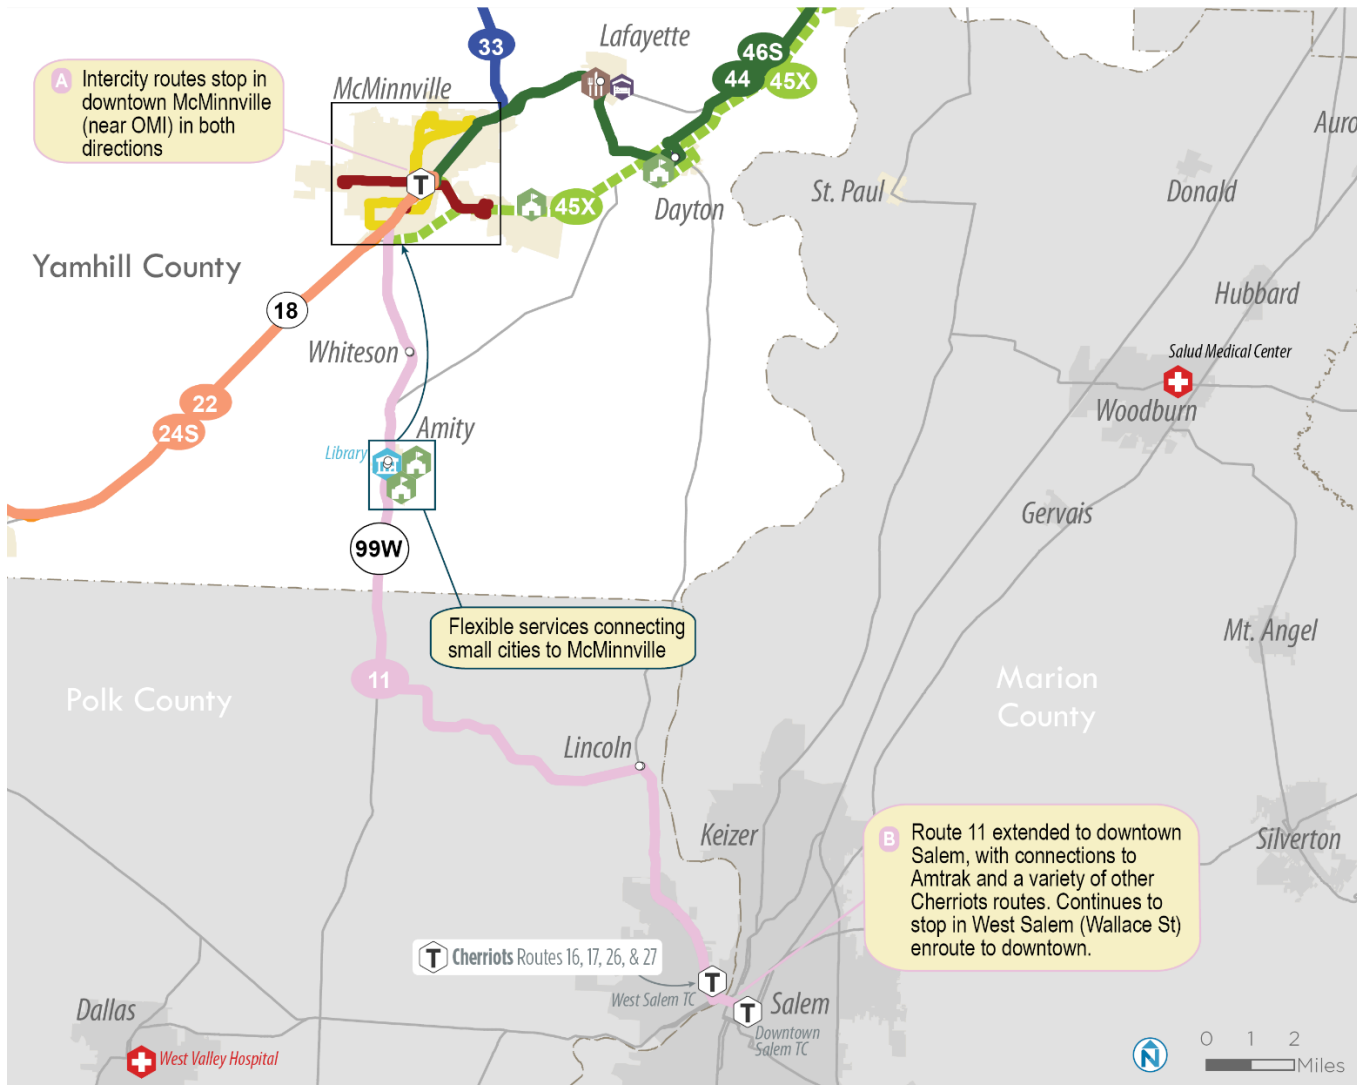 33
Lafayette
46S
44
45X
McMinnville
A Intercity routes stop in
downtown McMinnville
(near OMI) in both
directions
Auro
T
St. Paul
Donald
45X
Dayton
Yamhill County
Hubbard
18
Whiteson
Salud Medical Center
22
Woodburn
24S
Amity
Library
Gervais
99W
Flexible services connecting
small cities to McMinnville
Mt. Angel
11
Polk County
Marion
County
Lincoln
Keizer
Silverton
B Route 11 extended to downtown
Salem, with connections to
Amtrak and a variety of other
Cherriots routes. Continues to
stop in West Salem (Wallace St)
enroute to downtown.
T Cherriots Routes 16, 17, 26, & 27
T
West Salem TC
T
Salem
Downtown
Salem TC
Dallas
West Valley Hospital
N
0 1 2
Miles